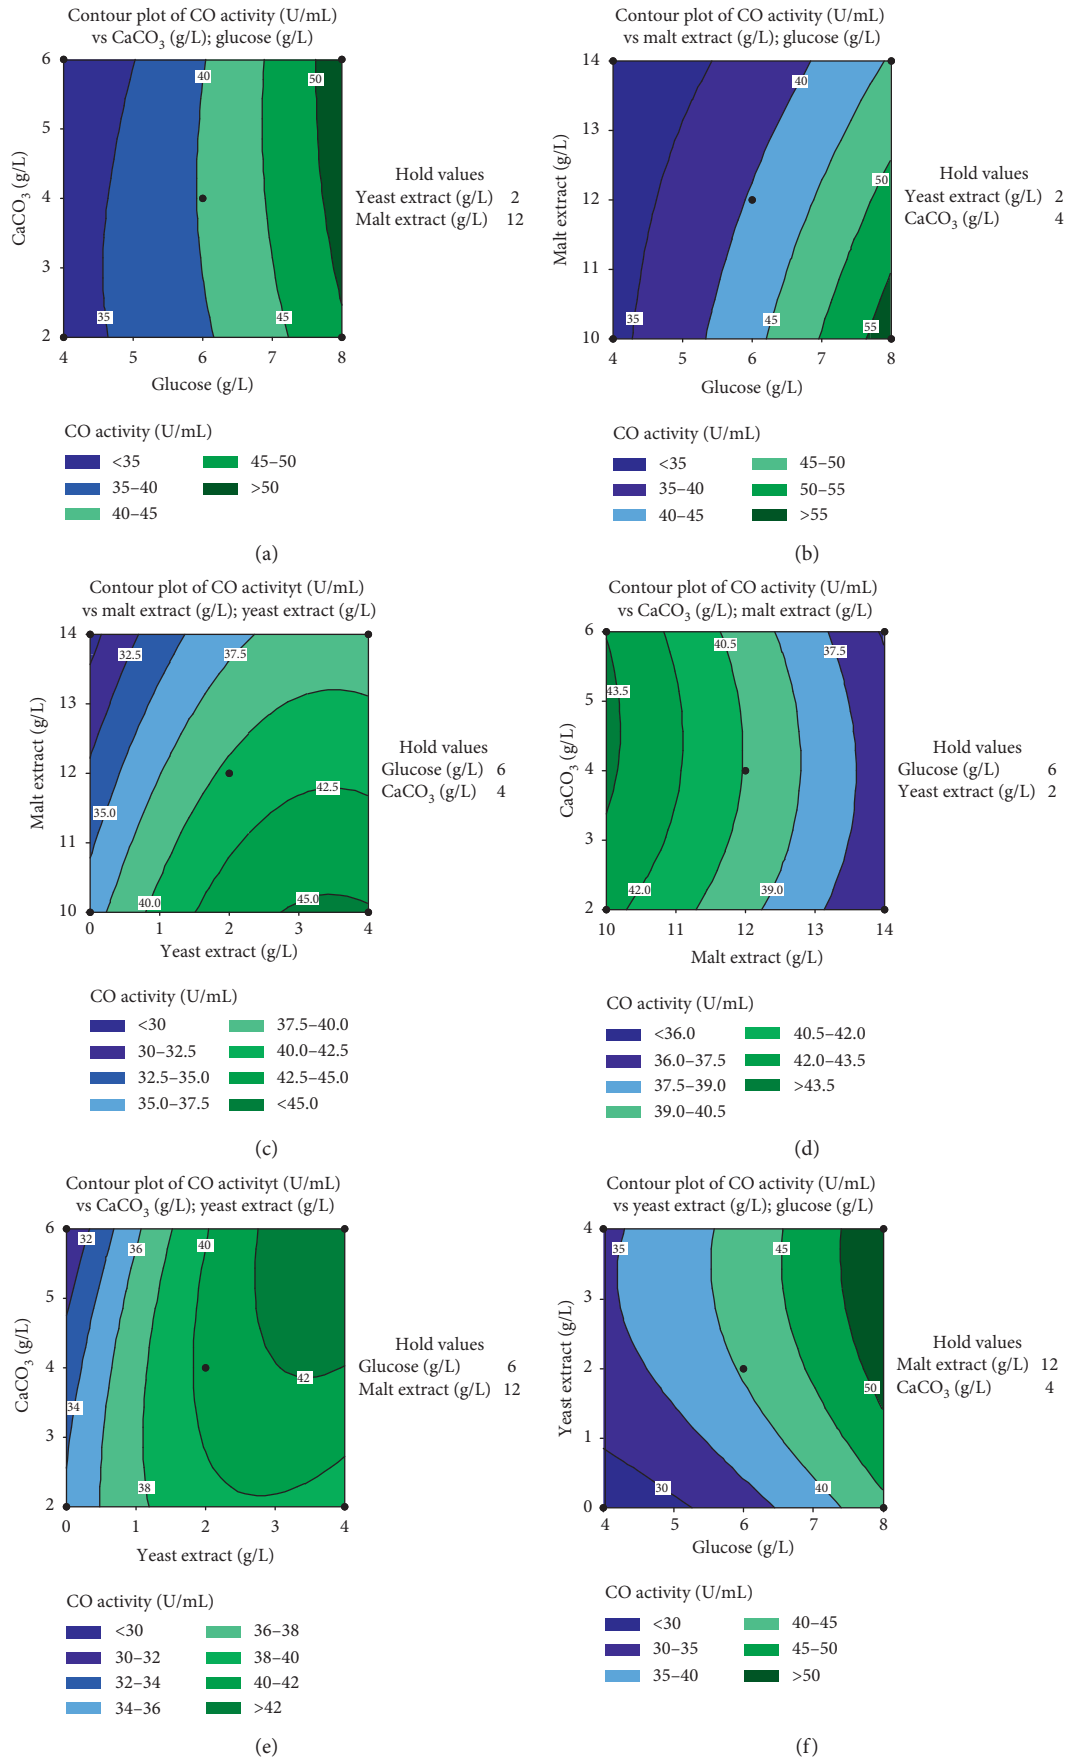 Contour plot of CO activity (U/mL)
vs CaCO₃ (g/L); glucose (g/L)
6
5
4
3
2
CaCO₃ (g/L)
40
50
35
45
4 5 6 7 8
Glucose (g/L)
Hold values
Yeast extract (g/L) 2
Malt extract (g/L) 12
CO activity (U/mL)
<35 45–50
35–40 >50
40–45
(a)
Contour plot of CO activity (U/mL)
vs malt extract (g/L); glucose (g/L)
14
13
12
11
10
Malt extract (g/L)
40
50
35
45
55
4 5 6 7 8
Glucose (g/L)
Hold values
Yeast extract (g/L) 2
CaCO₃ (g/L) 4
CO activity (U/mL)
<35 45–50
35–40 50–55
40–45 >55
(b)
Contour plot of CO activityt (U/mL)
vs malt extract (g/L); yeast extract (g/L)
14
13
12
11
10
Malt extract (g/L)
32.5
37.5
42.5
35.0
40.0
45.0
0 1 2 3 4
Yeast extract (g/L)
Hold values
Glucose (g/L) 6
CaCO₃ (g/L) 4
CO activity (U/mL)
<30 37.5–40.0
30–32.5 40.0–42.5
32.5–35.0 42.5–45.0
35.0–37.5 <45.0
(c)
Contour plot of CO activity (U/mL)
vs CaCO₃ (g/L); malt extract (g/L)
6
5
4
3
2
CaCO₃ (g/L)
40.5
37.5
43.5
42.0
39.0
10 11 12 13 14
Malt extract (g/L)
Hold values
Glucose (g/L) 6
Yeast extract (g/L) 2
CO activity (U/mL)
<36.0 40.5–42.0
36.0–37.5 42.0–43.5
37.5–39.0 >43.5
39.0–40.5
(d)
Contour plot of CO activityt (U/mL)
vs CaCO₃ (g/L); yeast extract (g/L)
6
5
4
3
2
CaCO₃ (g/L)
32
36
40
42
34
38
0 1 2 3 4
Yeast extract (g/L)
Hold values
Glucose (g/L) 6
Malt extract (g/L) 12
CO activity (U/mL)
<30 36–38
30–32 38–40
32–34 40–42
34–36 >42
(e)
Contour plot of CO activity (U/mL)
vs yeast extract (g/L); glucose (g/L)
4
3
2
1
0
Yeast extract (g/L)
35
45
50
30
40
4 5 6 7 8
Glucose (g/L)
Hold values
Malt extract (g/L) 12
CaCO₃ (g/L) 4
CO activity (U/mL)
<30 40–45
30–35 45–50
35–40 >50
(f)